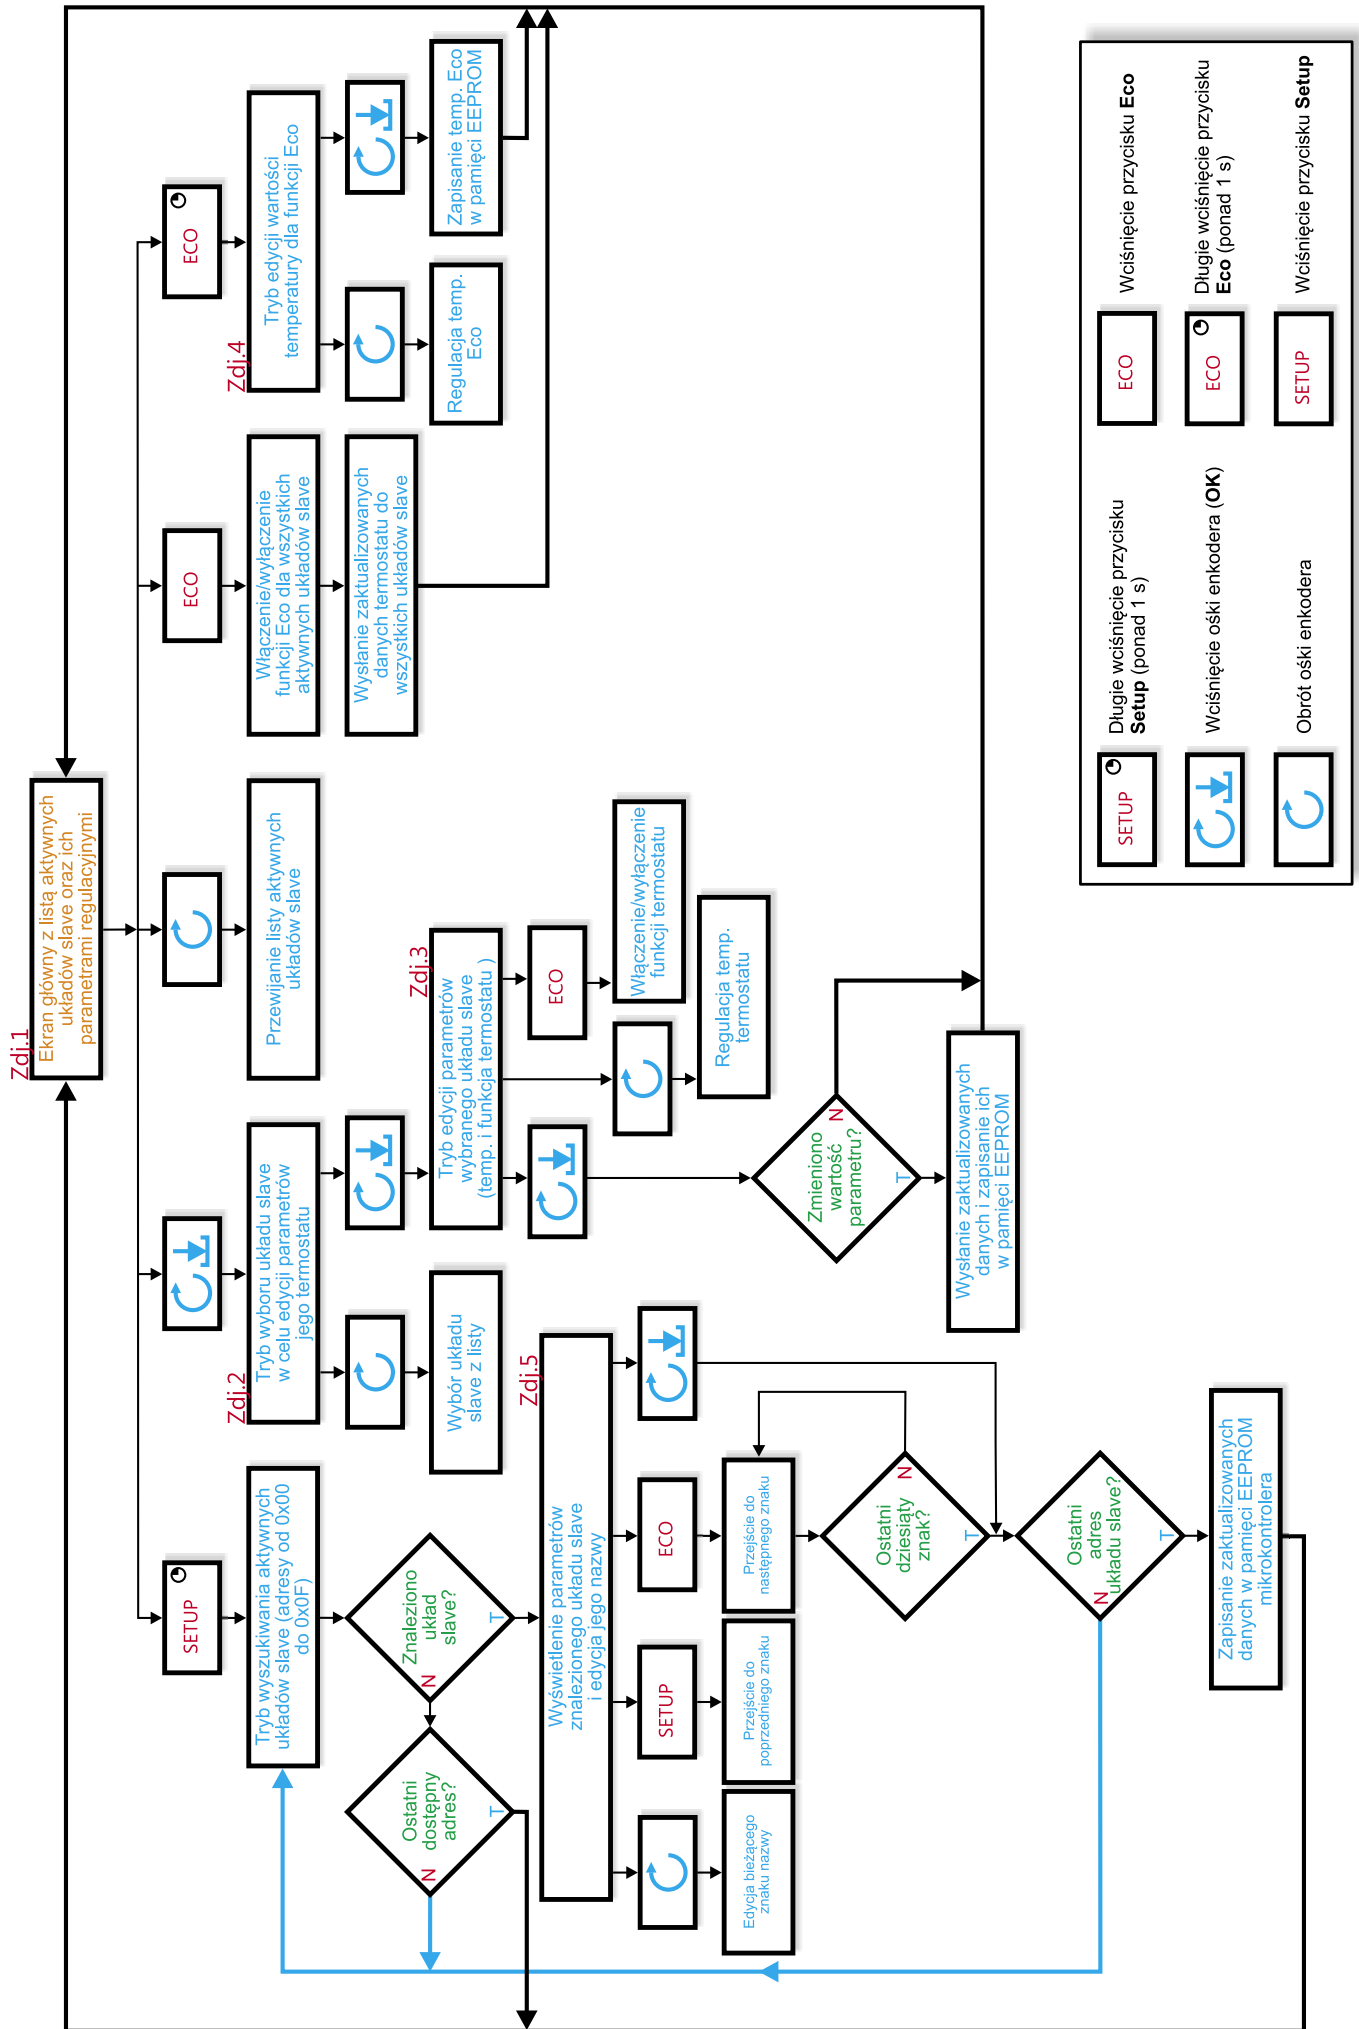 Zdj.1
Ekran główny z listą aktywnych
układów slave oraz ich
parametrami regulacyjnymi
SETUP
Tryb wyszukiwania aktywnych
układów slave (adresy od 0x00
do 0x0F)
Znaleziono
układ
slave?
N
T
Ostatni
dostępny
adres?
N
T
Zdj.5
Wyświetlenie parametrów
znalezionego układu slave
i edycja jego nazwy
Edycja bieżącego
znaku nazwy
SETUP
Przejście do
poprzedniego znaku
ECO
Przejście do
następnego znaku
Ostatni
dziesiąty
znak?
N
T
Ostatni
adres
układu slave?
N
T
Zapisanie zaktualizowanych
danych w pamięci EEPROM
mikrokontrolera
Zdj.2
Tryb wyboru układu slave
w celu edycji parametrów
jego termostatu
Wybór układu
slave z listy
Zdj.3
Tryb edycji parametrów
wybranego układu slave
(temp. i funkcja termostatu )
ECO
Włączenie/wyłączenie
funkcji termostatu
Regulacja temp.
termostatu
Zmieniono
wartość
parametru?
N
T
Wysłanie zaktualizowanych
danych i zapisanie ich
w pamięci EEPROM
Przewijanie listy aktywnych
układów slave
ECO
Włączenie/wyłączenie
funkcji Eco dla wszystkich
aktywnych układów slave
Wysłanie zaktualizowanych
danych termostatu do
wszystkich układów slave
ECO
Zdj.4
Tryb edycji wartości
temperatury dla funkcji Eco
Regulacja temp.
Eco
Zapisanie temp. Eco
w pamięci EEPROM
SETUP
Długie wciśnięcie przycisku
Setup (ponad 1 s)
Wciśnięcie ośki enkodera (OK)
Obrót ośki enkodera
ECO
Wciśnięcie przycisku Eco
ECO
Długie wciśnięcie przycisku
Eco (ponad 1 s)
SETUP
Wciśnięcie przycisku Setup